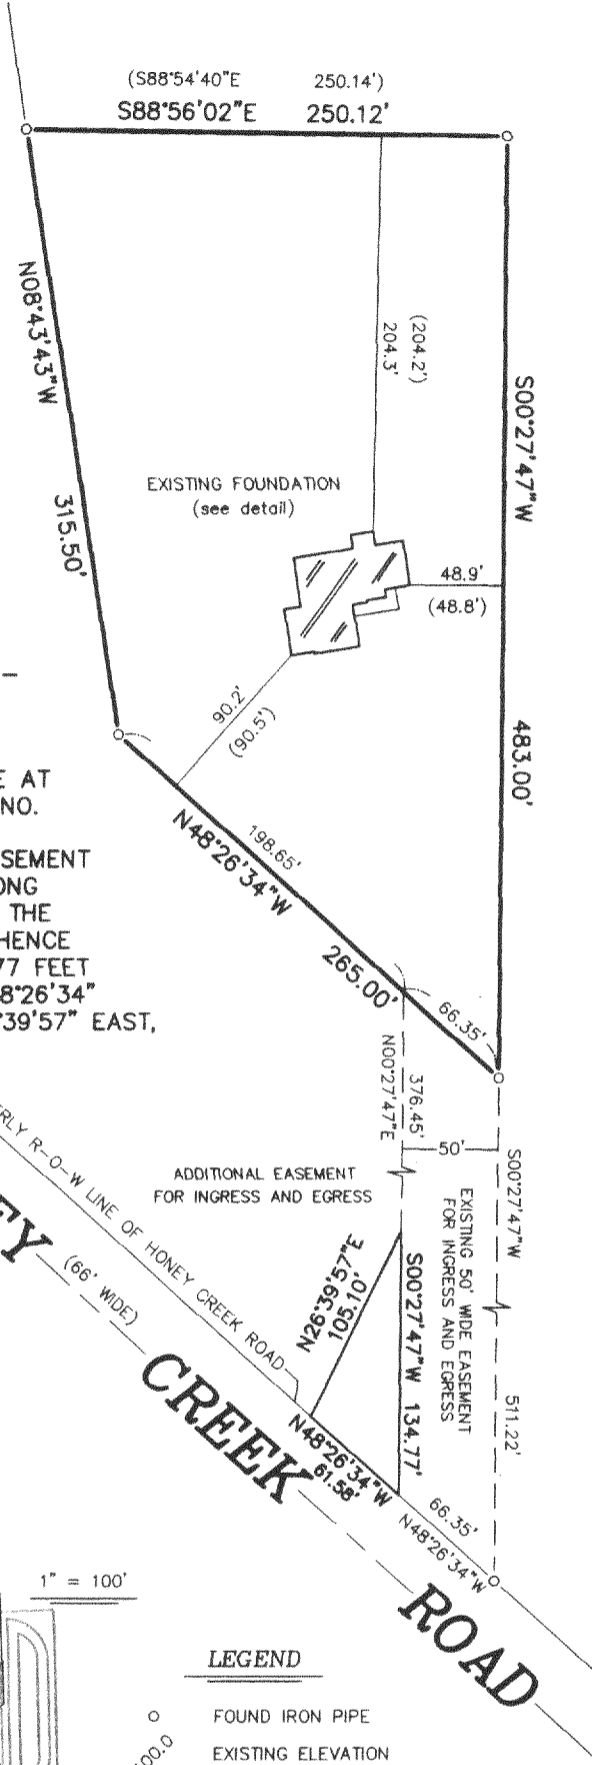 (S88°54'40"E 250.14')
S88°56'02"E 250.12'
N08°43'43"W 315.50'
(204.2')
204.3'
S00°27'47"W 483.00'
EXISTING FOUNDATION
(see detail)
48.9'
(48.8')
90.2'
(90.5')
E AT
NO.
SEMENT
ONG
THE
HENCE
77 FEET
8°26'34"
°39'57" EAST,
198.65'
N48°26'34"W 265.00'
66.35'
376.45'
N00°27'47"E
50'
S00°27'47"W 511.22'
ADDITIONAL EASEMENT
FOR INGRESS AND EGRESS
EXISTING 50' WIDE EASEMENT
FOR INGRESS AND EGRESS
ERLY R-O-W LINE OF HONEY CREEK ROAD
EY CREEK ROAD
(66' WIDE)
N26°39'57"E
105.10'
S00°27'47"W 134.77'
N48°26'34"W
61.58'
66.35'
N48°26'34"W
1" = 100'
LEGEND
FOUND IRON PIPE
00.0 EXISTING ELEVATION